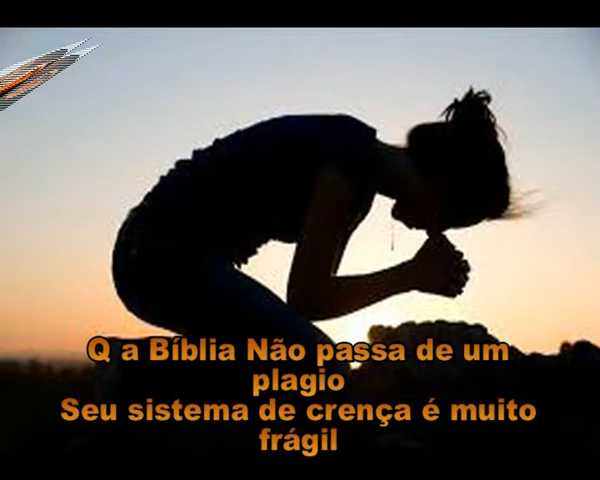 Q a Bíblia Não passa de um
plagio
Seu sistema de crença é muito
frágil